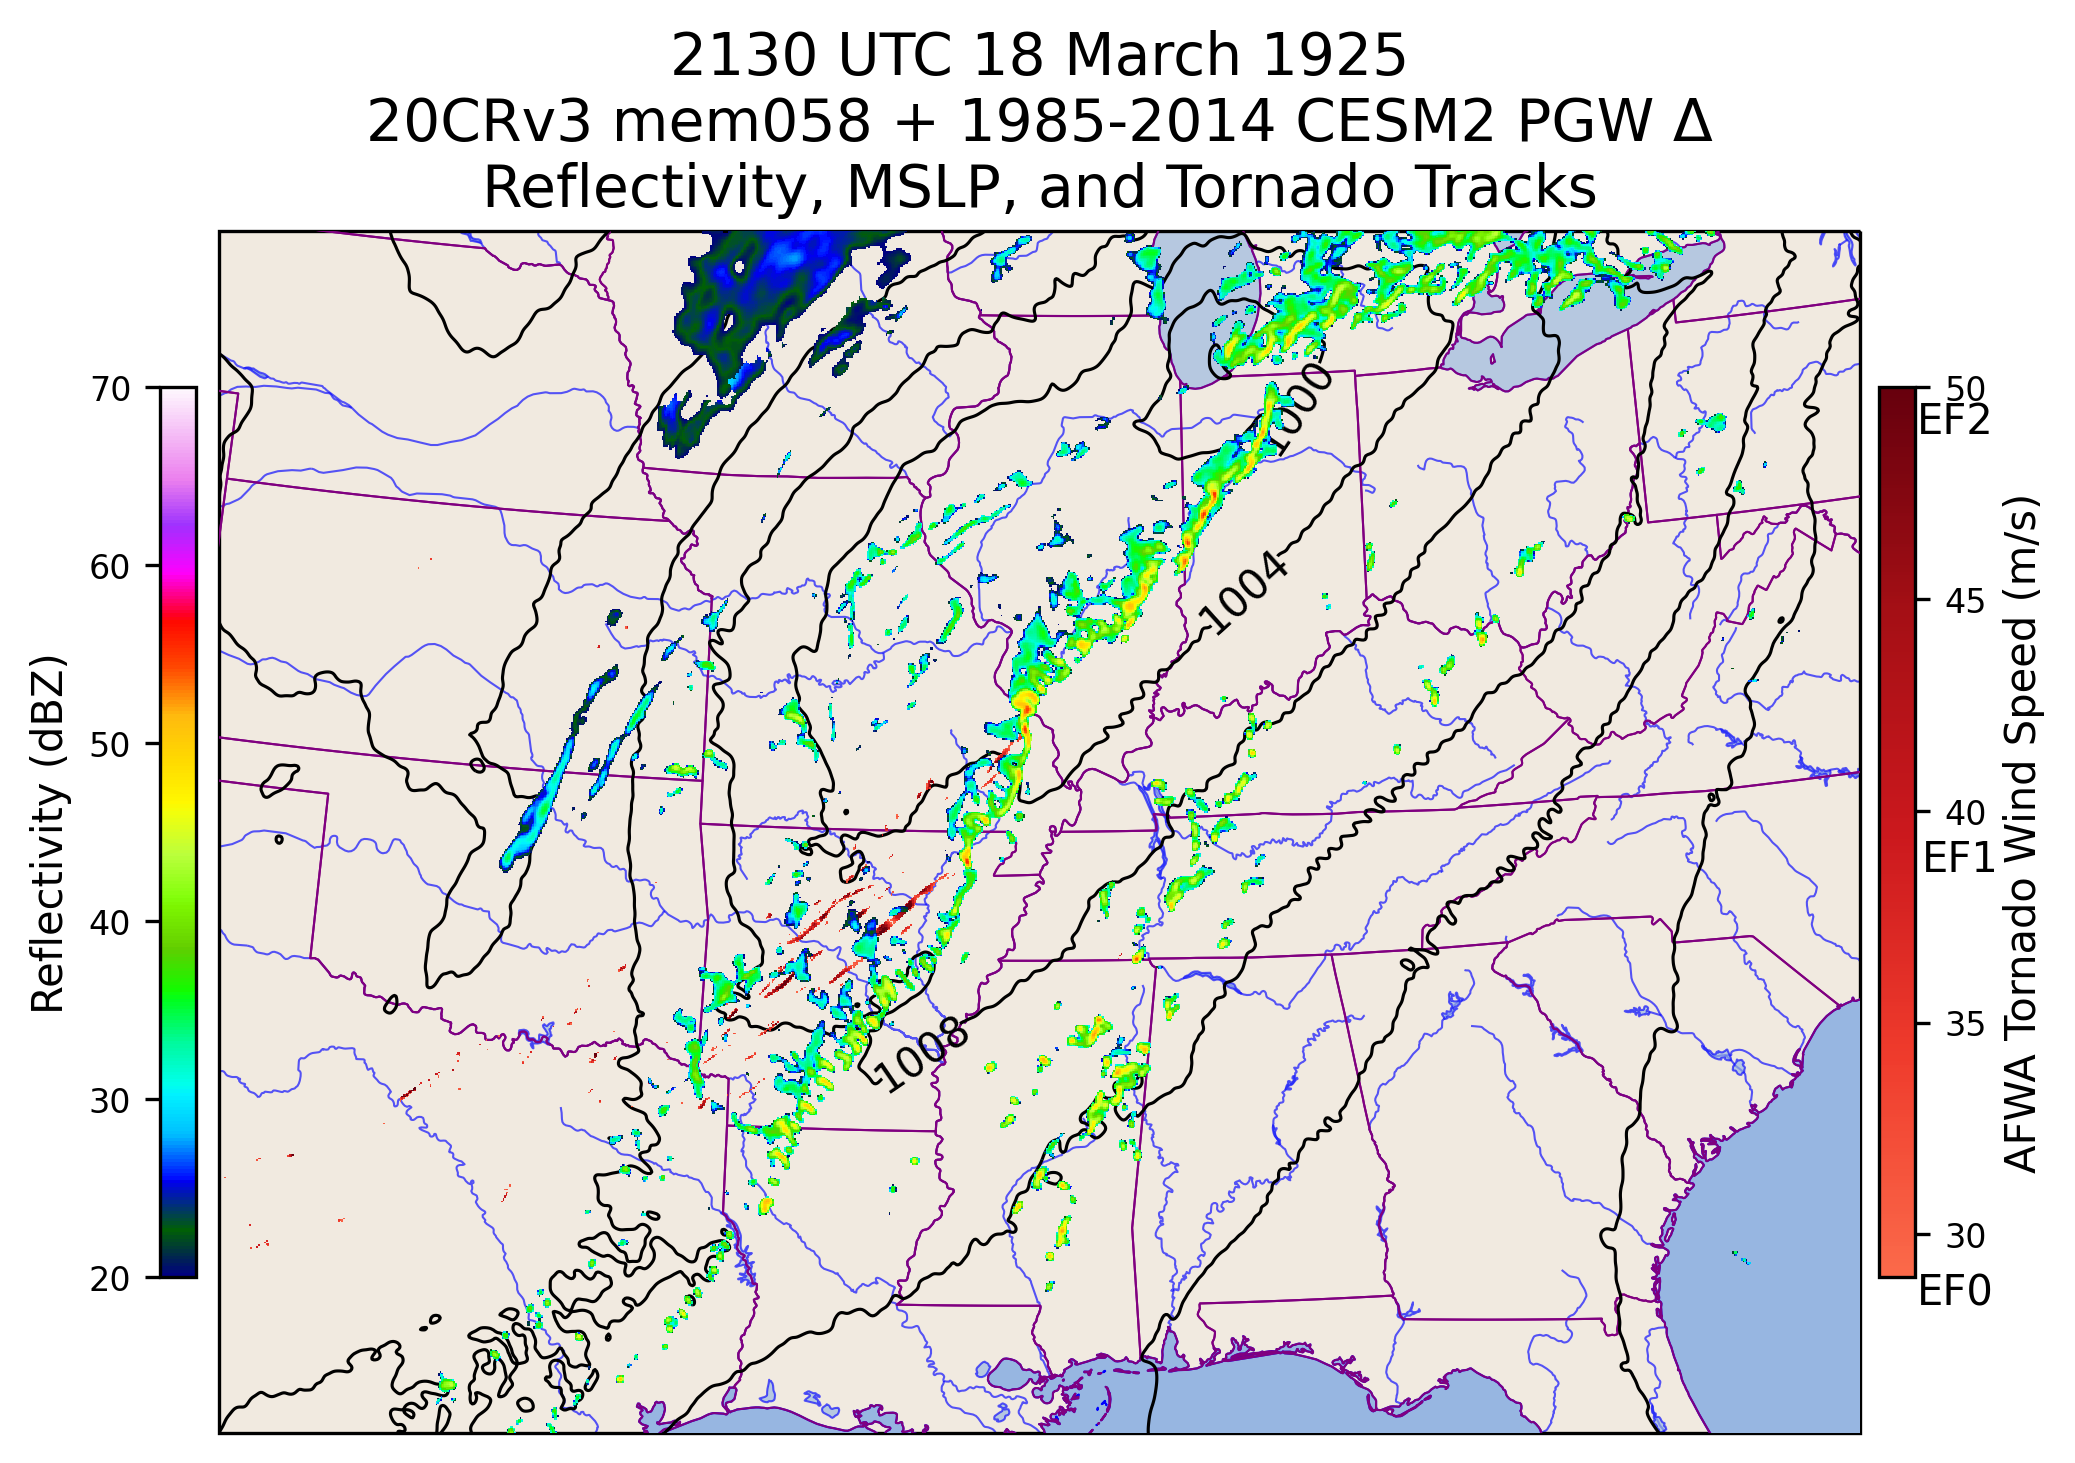 2130 UTC 18 March 1925
20CRv3 mem058 + 1985-2014 CESM2 PGW Δ
Reflectivity, MSLP, and Tornado Tracks
Reflectivity (dBZ)
70
60
50
40
30
20
1000
1004
1008
50
EF2
45
40
EF1
35
30
EF0
AFWA Tornado Wind Speed (m/s)